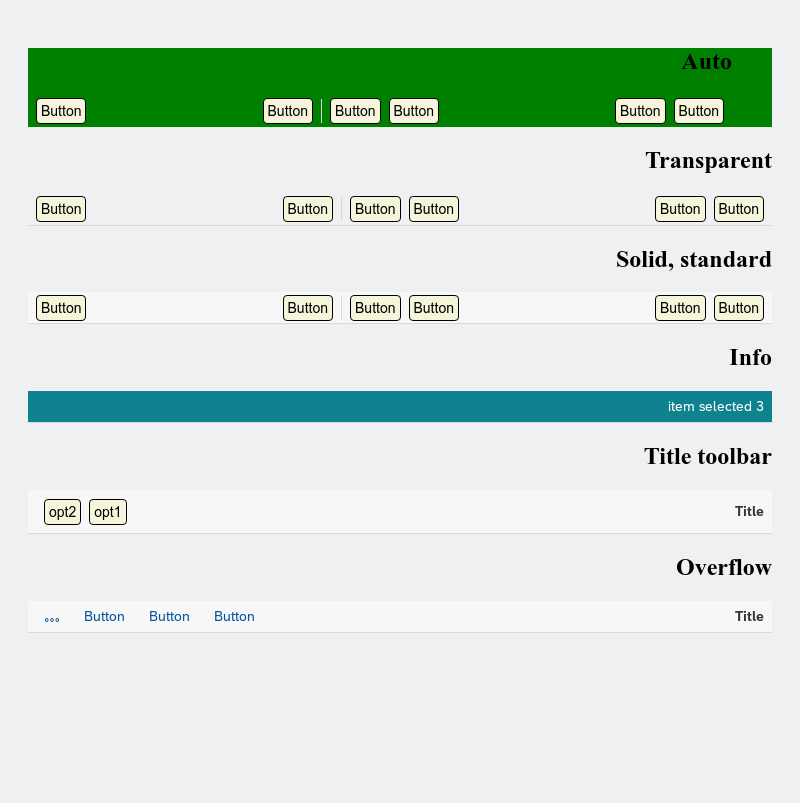 Auto
Button Button Button Button Button Button
Transparent
Button Button Button Button Button Button
Solid, standard
Button Button Button Button Button Button
Info
item selected 3
Title toolbar
opt2 opt1 Title
Overflow
Button Button Button Title